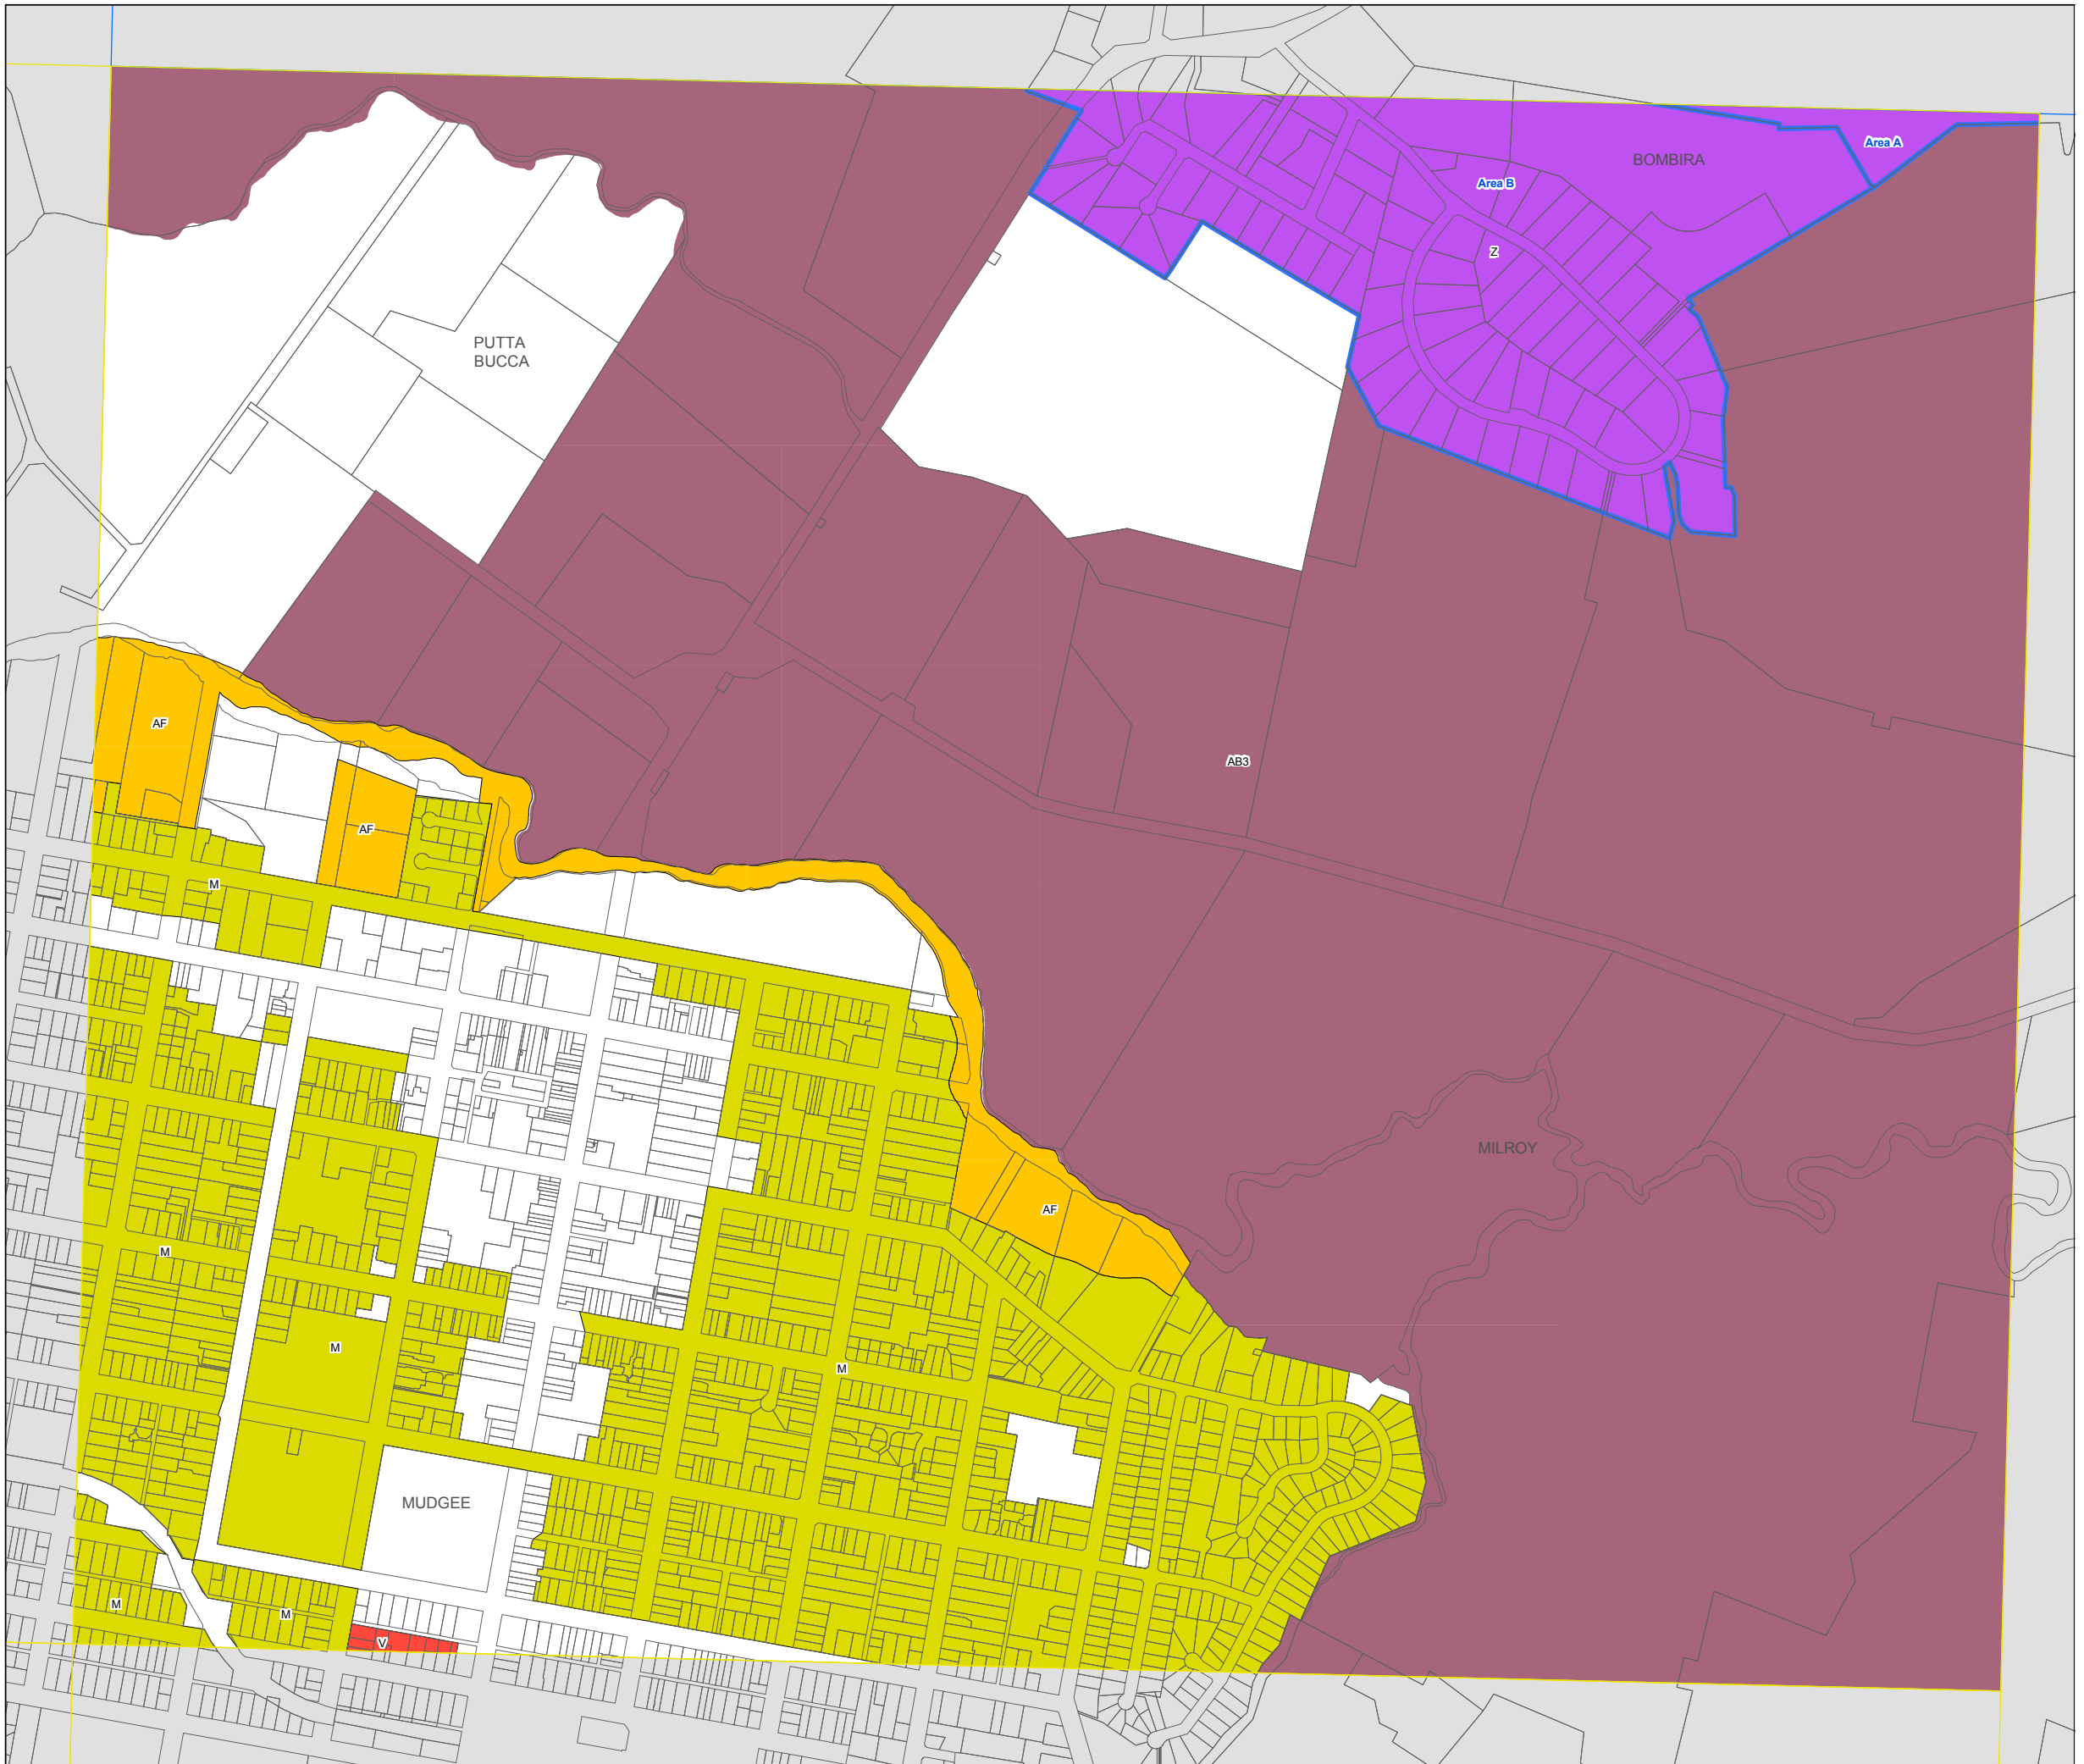 Area A
BOMBIRA
Area B
Z
PUTTA
BUCCA
AF
AB3
AF
M
MILROY
AF
M
M
M
MUDGEE
M
M
V